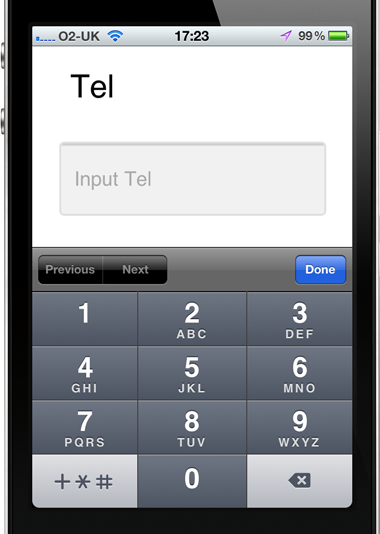 O2-UK 17:23 99%
Tel
Input Tel
Previous Next Done
1 2 3
ABC DEF
4 5 6
GHI JKL MNO
7 8 9
PQRS TUV WXYZ
+*# 0